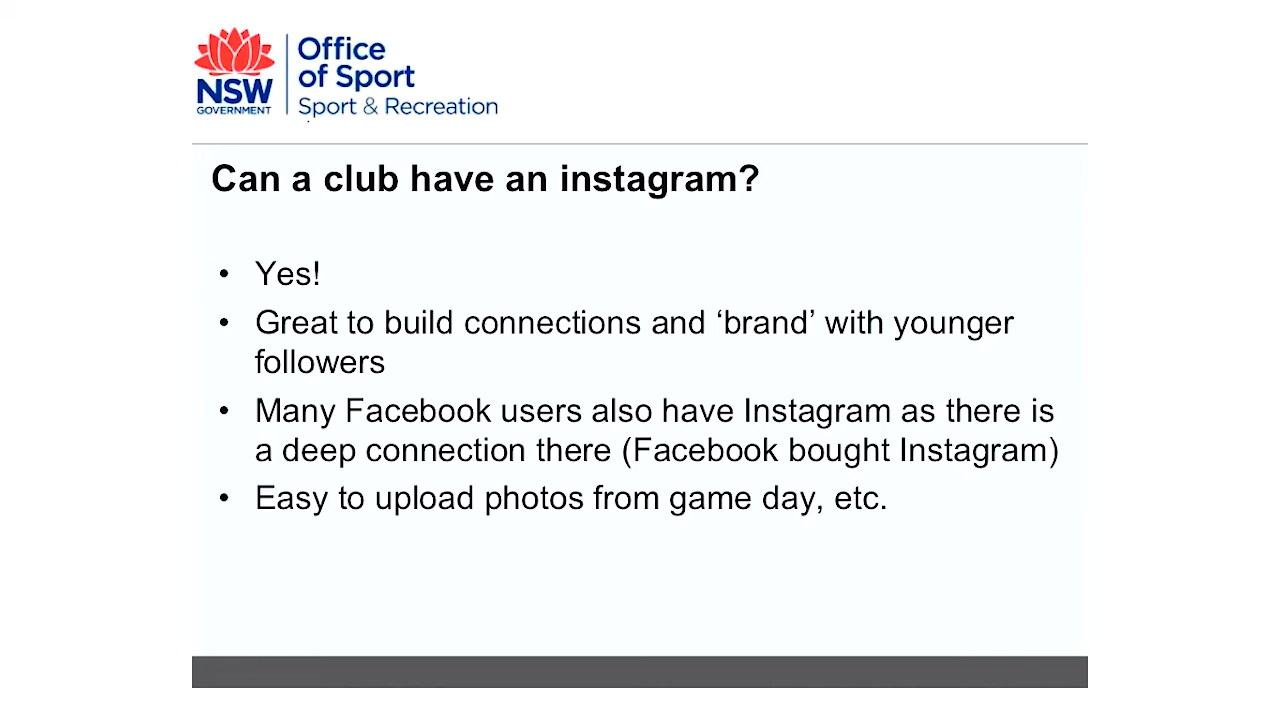 Office
of Sport
NSW
GOVERNMENT
Sport & Recreation
Can a club have an instagram?
• Yes!
• Great to build connections and ‘brand’ with younger
followers
• Many Facebook users also have Instagram as there is
a deep connection there (Facebook bought Instagram)
• Easy to upload photos from game day, etc.